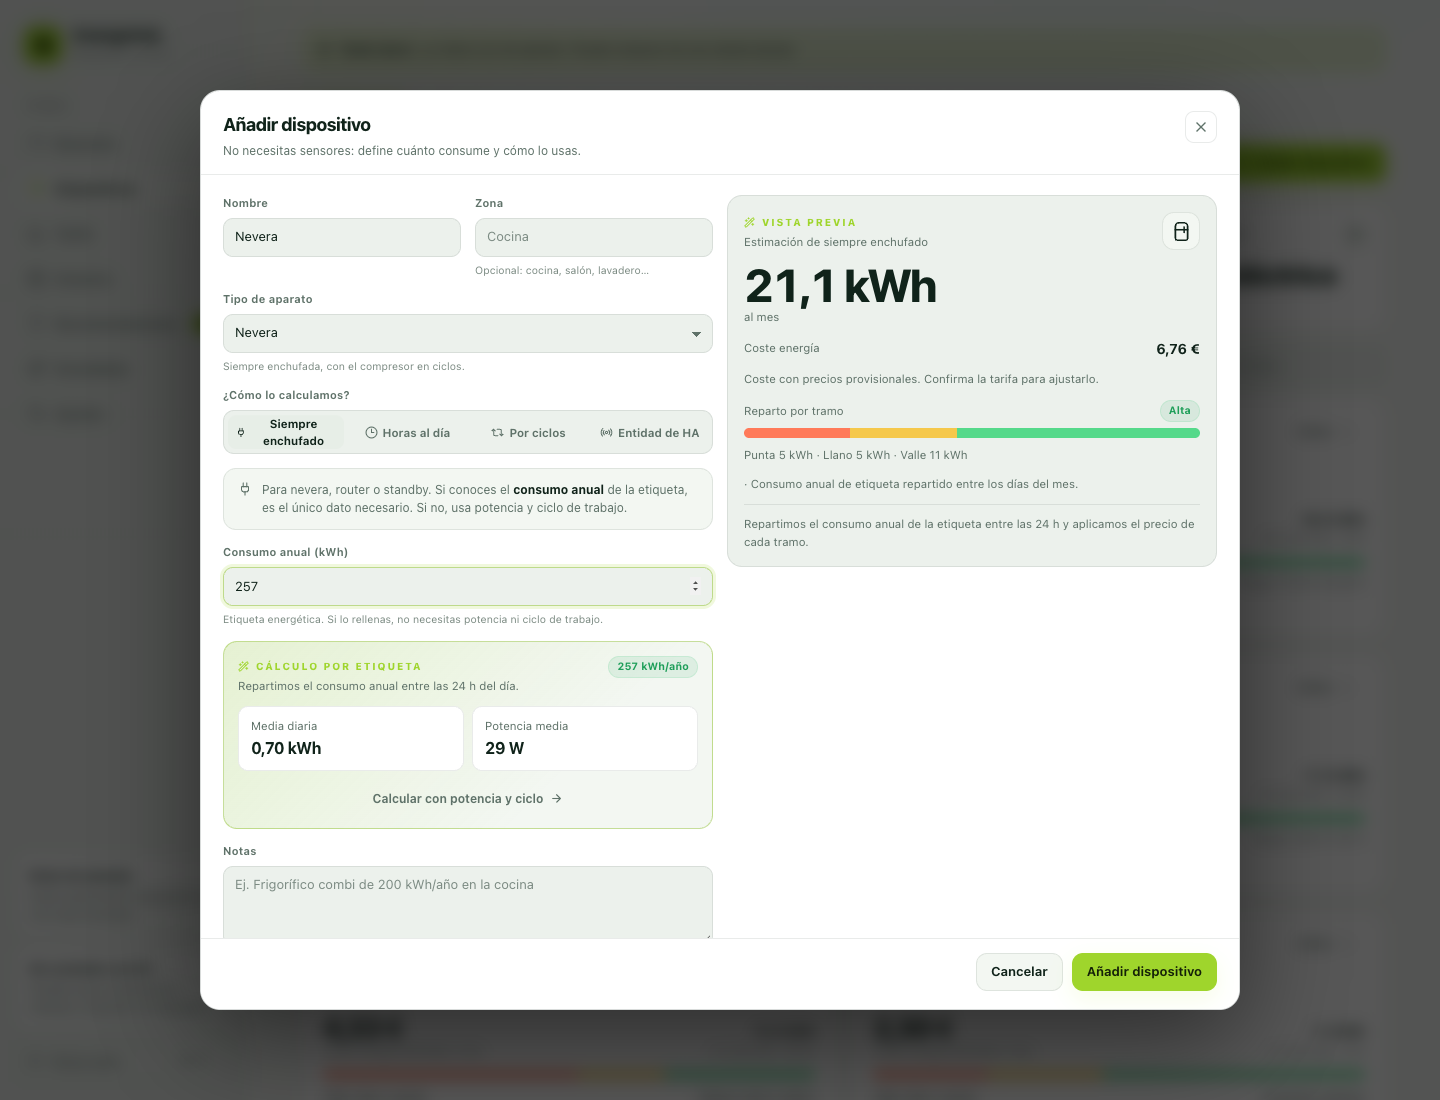 Añadir dispositivo
No necesitas sensores: define cuánto consume y cómo lo usas.
Nombre
Zona
Nevera
Cocina
Opcional: cocina, salón, lavadero...
Tipo de aparato
Nevera
Siempre enchufada, con el compresor en ciclos.
¿Cómo lo calculamos?
Siempre
enchufado
Horas al día
Por ciclos
Entidad de HA
Para nevera, router o standby. Si conoces el consumo anual de la etiqueta,
es el único dato necesario. Si no, usa potencia y ciclo de trabajo.
Consumo anual (kWh)
257
Etiqueta energética. Si lo rellenas, no necesitas potencia ni ciclo de trabajo.
CÁLCULO POR ETIQUETA
257 kWh/año
Repartimos el consumo anual entre las 24 h del día.
Media diaria
0,70 kWh
Potencia media
29 W
Calcular con potencia y ciclo →
Notas
Ej. Frigorífico combi de 200 kWh/año en la cocina
VISTA PREVIA
Estimación de siempre enchufado
21,1 kWh
al mes
Coste energía
6,76 €
Coste con precios provisionales. Confirma la tarifa para ajustarlo.
Reparto por tramo
Alta
Punta 5 kWh · Llano 5 kWh · Valle 11 kWh
· Consumo anual de etiqueta repartido entre los días del mes.
Repartimos el consumo anual de la etiqueta entre las 24 h y aplicamos el precio de
cada tramo.
Cancelar
Añadir dispositivo